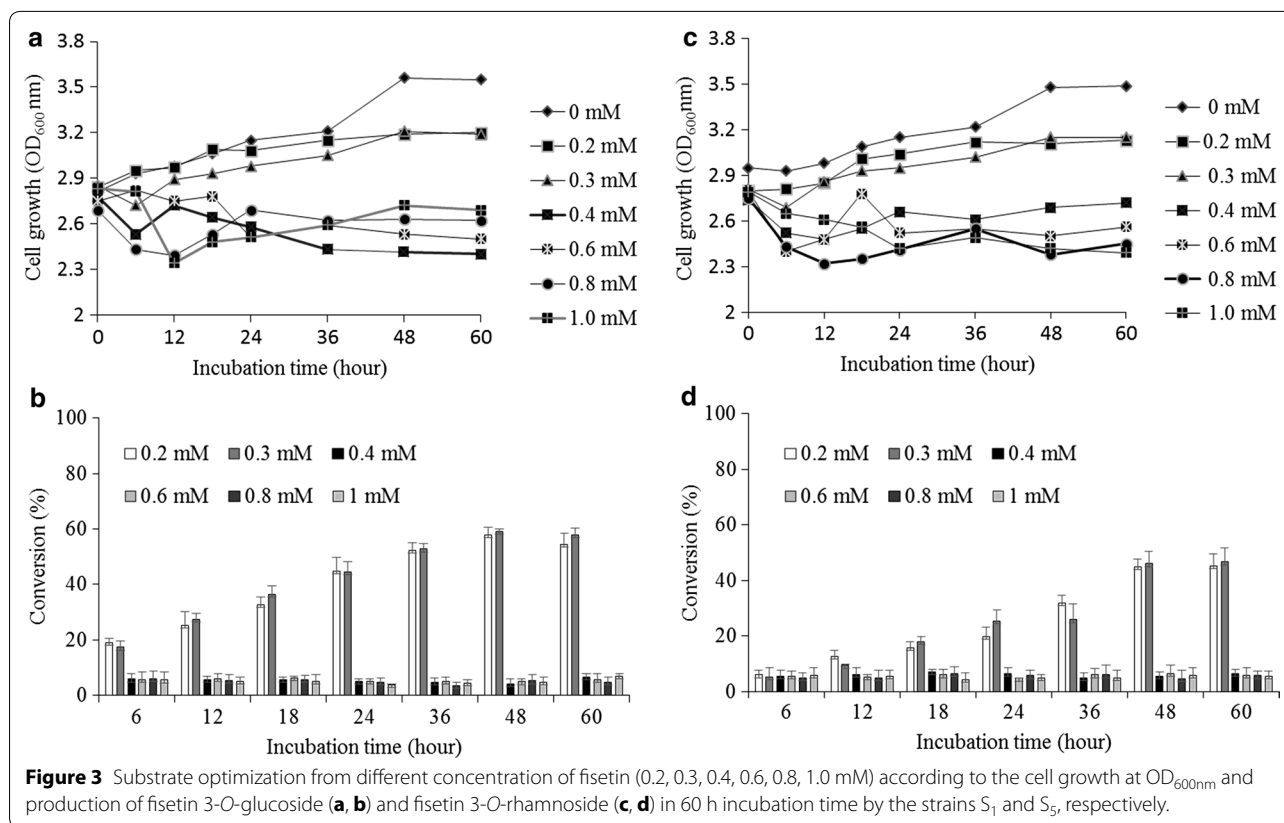 a
3.8
3.5
3.2
2.9
2.6
2.3
2
Cell growth (OD600nm)
0 12 24 36 48 60
Incubation time (hour)
0 mM
0.2 mM
0.3 mM
0.4 mM
0.6 mM
0.8 mM
1.0 mM
c
3.8
3.5
3.2
2.9
2.6
2.3
2
Cell growth (OD600nm)
0 12 24 36 48 60
Incubation time (hour)
0 mM
0.2 mM
0.3 mM
0.4 mM
0.6 mM
0.8 mM
1.0 mM
b
100
80
60
40
20
0
Conversion (%)
0.2 mM 0.3 mM 0.4 mM
0.6 mM 0.8 mM 1 mM
6 12 18 24 36 48 60
Incubation time (hour)
d
100
80
60
40
20
0
Conversion (%)
0.2 mM 0.3 mM 0.4 mM
0.6 mM 0.8 mM 1 mM
6 12 18 24 36 48 60
Incubation time (hour)
Figure 3 Substrate optimization from different concentration of fisetin (0.2, 0.3, 0.4, 0.6, 0.8, 1.0 mM) according to the cell growth at OD600nm and
production of fisetin 3-O-glucoside (a, b) and fisetin 3-O-rhamnoside (c, d) in 60 h incubation time by the strains S1 and S5, respectively.